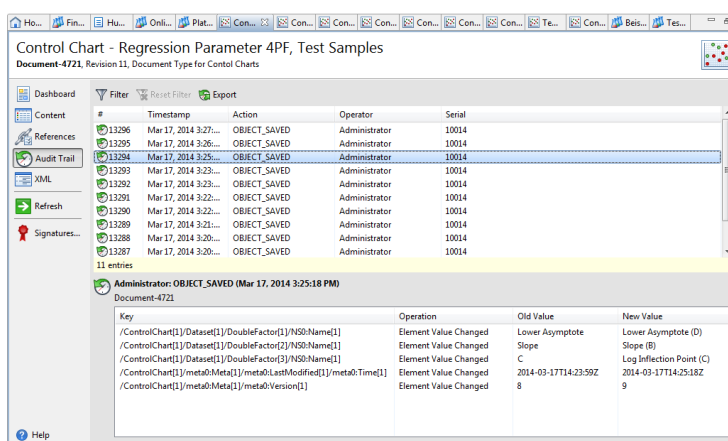 Ho... Fin... Hu... Onli... Plat... Con... Con... Con... Con... Con... Con... Con... Te... Con... Beis... Tes...
Control Chart - Regression Parameter 4PF, Test Samples
Document-4721, Revision 11, Document Type for Contol Charts
Dashboard
Content
References
Audit Trail
XML
Refresh
Signatures...
Help
Filter Reset Filter Export
# Timestamp Action Operator Serial
13296 Mar 17, 2014 3:27:... OBJECT_SAVED Administrator 10014
13295 Mar 17, 2014 3:26:... OBJECT_SAVED Administrator 10014
13294 Mar 17, 2014 3:25:... OBJECT_SAVED Administrator 10014
13293 Mar 17, 2014 3:23:... OBJECT_SAVED Administrator 10014
13292 Mar 17, 2014 3:23:... OBJECT_SAVED Administrator 10014
13291 Mar 17, 2014 3:22:... OBJECT_SAVED Administrator 10014
13290 Mar 17, 2014 3:22:... OBJECT_SAVED Administrator 10014
13289 Mar 17, 2014 3:21:... OBJECT_SAVED Administrator 10014
13288 Mar 17, 2014 3:20:... OBJECT_SAVED Administrator 10014
13287 Mar 17, 2014 3:20:... OBJECT_SAVED Administrator 10014
11 entries
Administrator: OBJECT_SAVED (Mar 17, 2014 3:25:18 PM)
Document-4721
Key Operation Old Value New Value
/ControlChart[1]/Dataset[1]/DoubleFactor[1]/NS0:Name[1] Element Value Changed Lower Asymptote Lower Asymptote (D)
/ControlChart[1]/Dataset[1]/DoubleFactor[2]/NS0:Name[1] Element Value Changed Slope Slope (B)
/ControlChart[1]/Dataset[1]/DoubleFactor[3]/NS0:Name[1] Element Value Changed C Log Inflection Point (C)
/ControlChart[1]/meta0:Meta[1]/meta0:LastModified[1]/meta0:Time[1] Element Value Changed 2014-03-17T14:23:59Z 2014-03-17T14:25:18Z
/ControlChart[1]/meta0:Meta[1]/meta0:Version[1] Element Value Changed 8 9